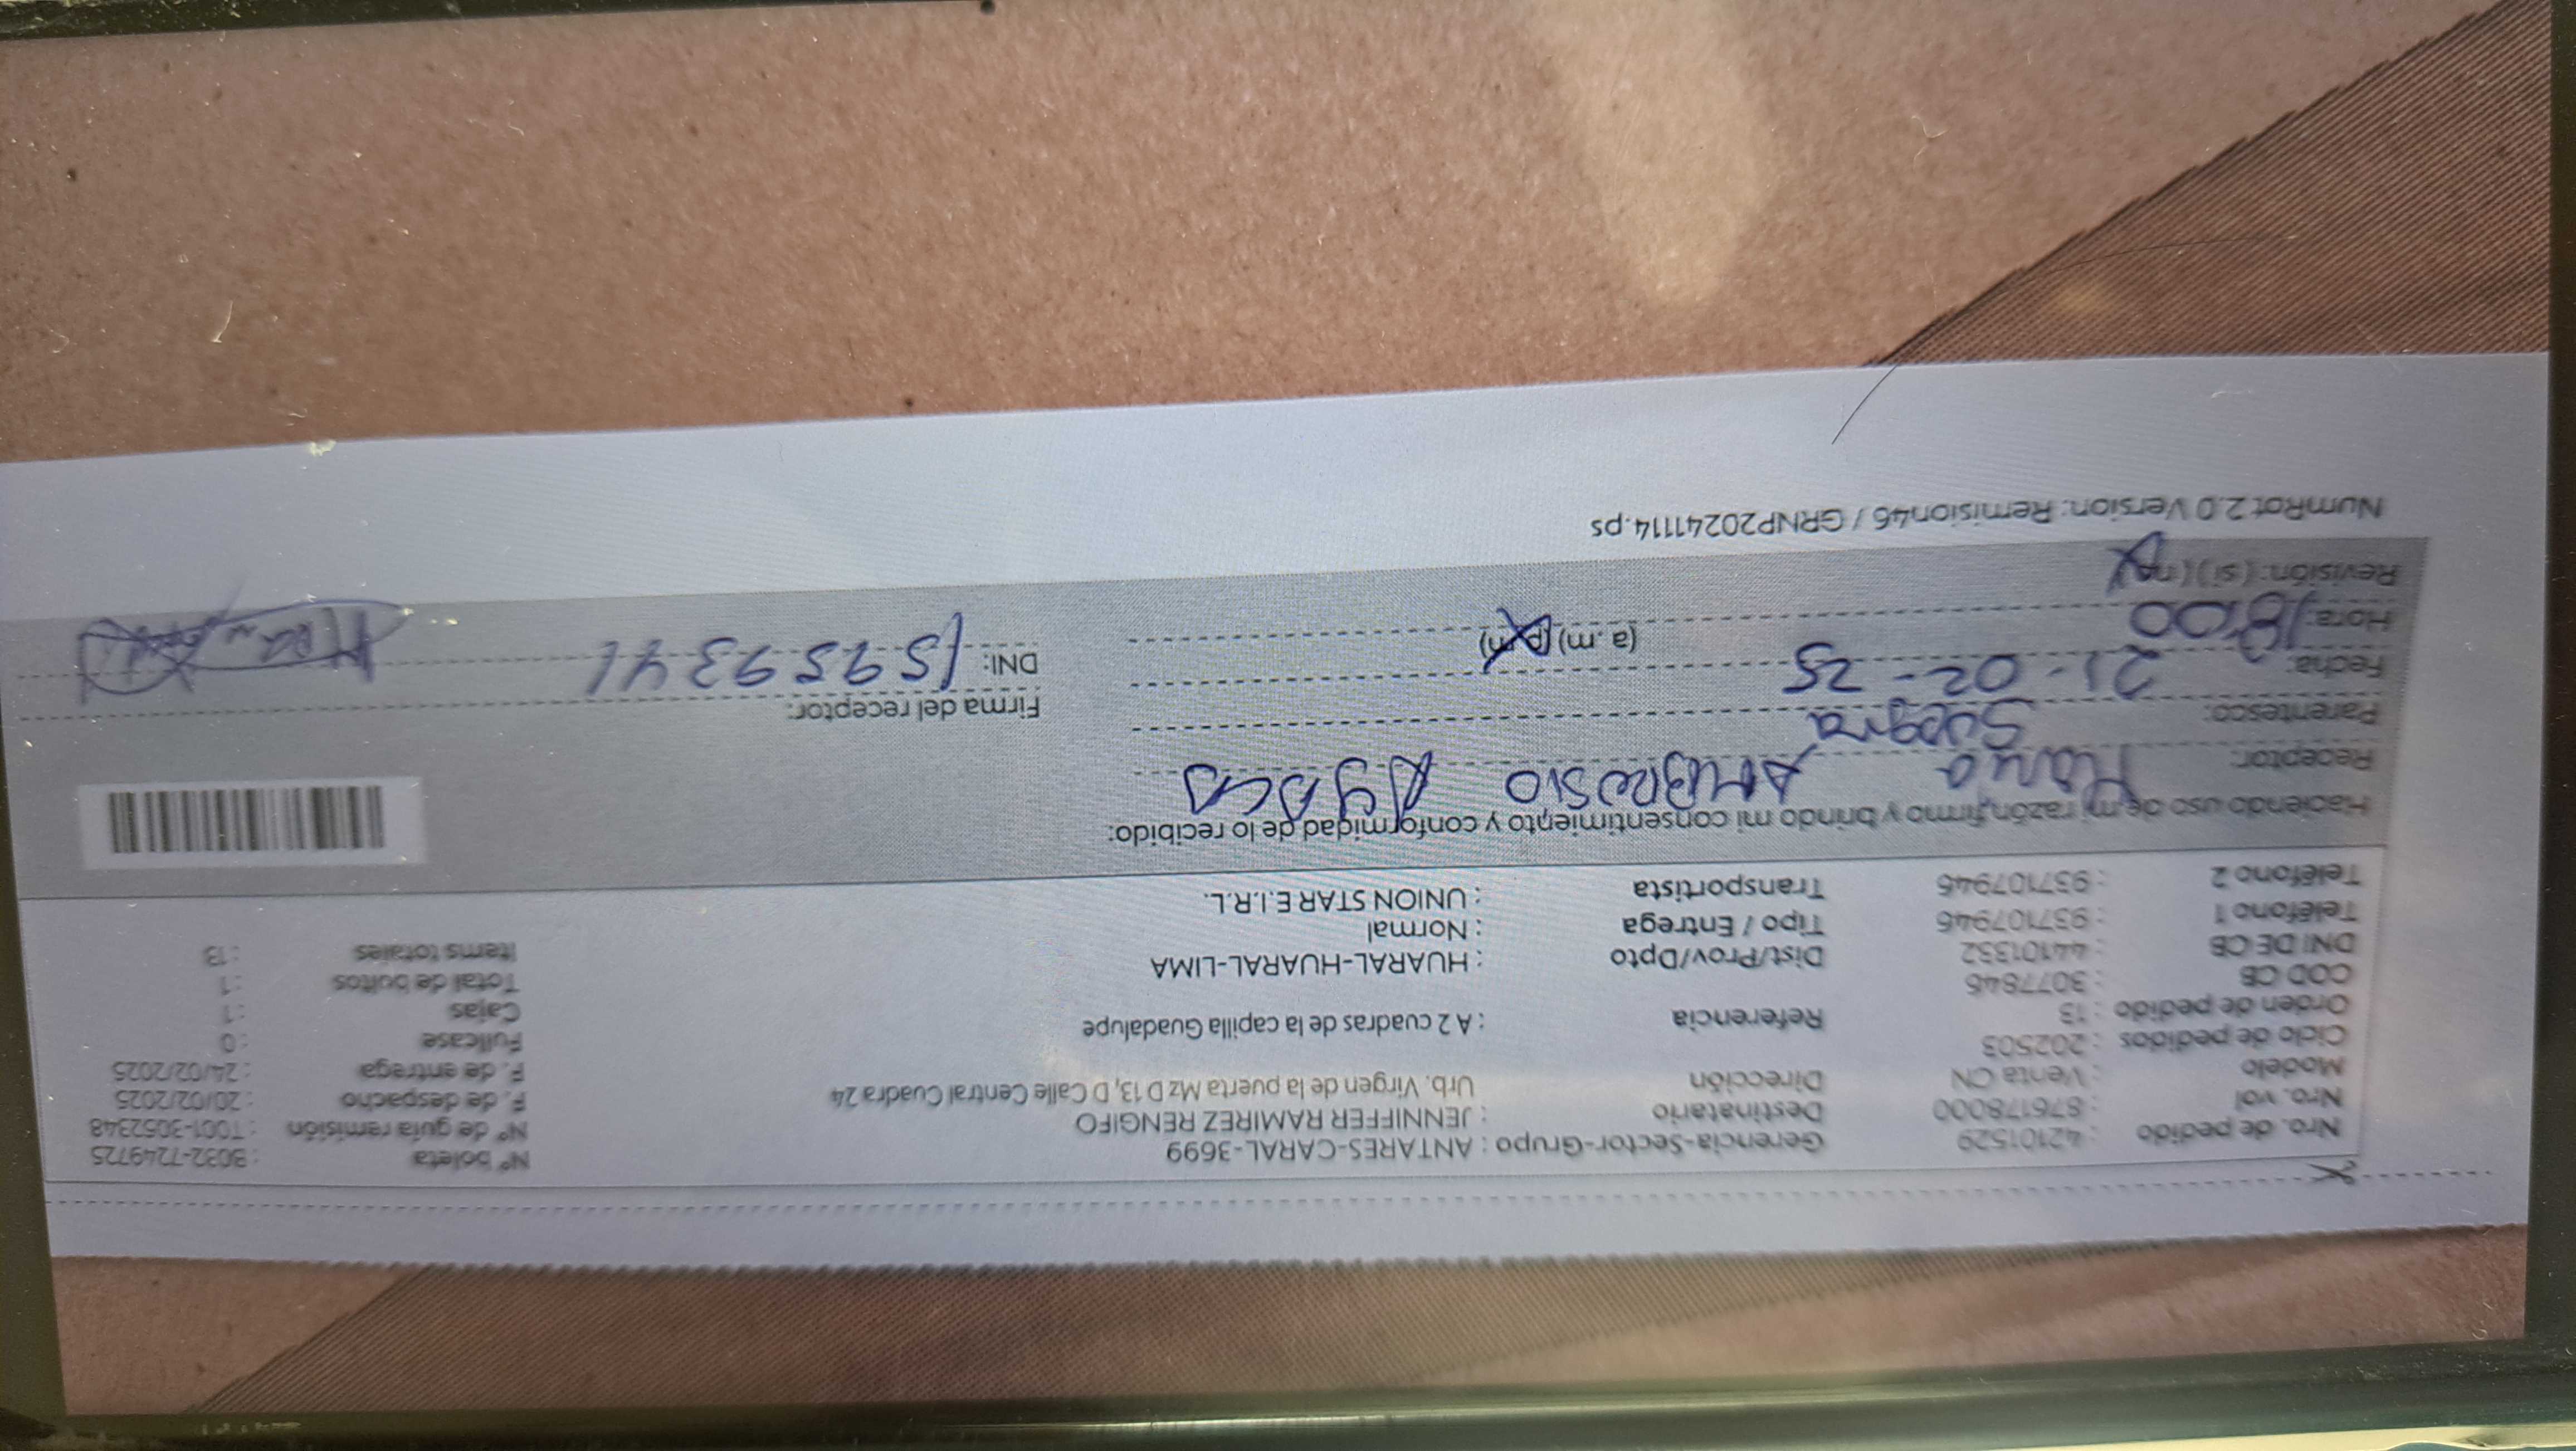 Nro. de pedido : 42101529 Gerencia-Sector-Grupo : ANTARES-CARAL-3699 N° boleta : B032-7249725
Nro. vol : 876178000 Destinatario : JENNIFFER RAMIREZ RENGIFO N° de guía remisión : T001-3052348
Modelo : Venta CN Dirección Urb. Virgen de la puerta Mz D 13, D Calle Central Cuadra 24 F. de despacho : 20/02/2025
Ciclo de pedidos : 202503 F. de entrega : 24/02/2025
Orden de pedido : 13 Referencia : A 2 cuadras de la capilla Guadalupe Fullcase : 0
COD CB : 3077846 Cajas : 1
DNI DE CB : 44101332 Dist/Prov/Dpto : HUARAL-HUARAL-LIMA Total de bultos : 1
Teléfono 1 : 937107946 Tipo / Entrega : Normal Items totales : 13
Teléfono 2 : 937107946 Transportista : UNION STAR E.I.R.L.
Haciendo uso de mi razón, firmo y brindo mi consentimiento y conformidad de lo recibido:
Receptor: Maria AMBROSIO
Parentesco: Suegra Firma del receptor:
Fecha: 21-02-25 DNI: 15959341
Hora: 18:00 (a.m) (p.m)
Revisión: (si) (no)
NumRot 2.0 Version: Remision46 / GRNP20241114.ps